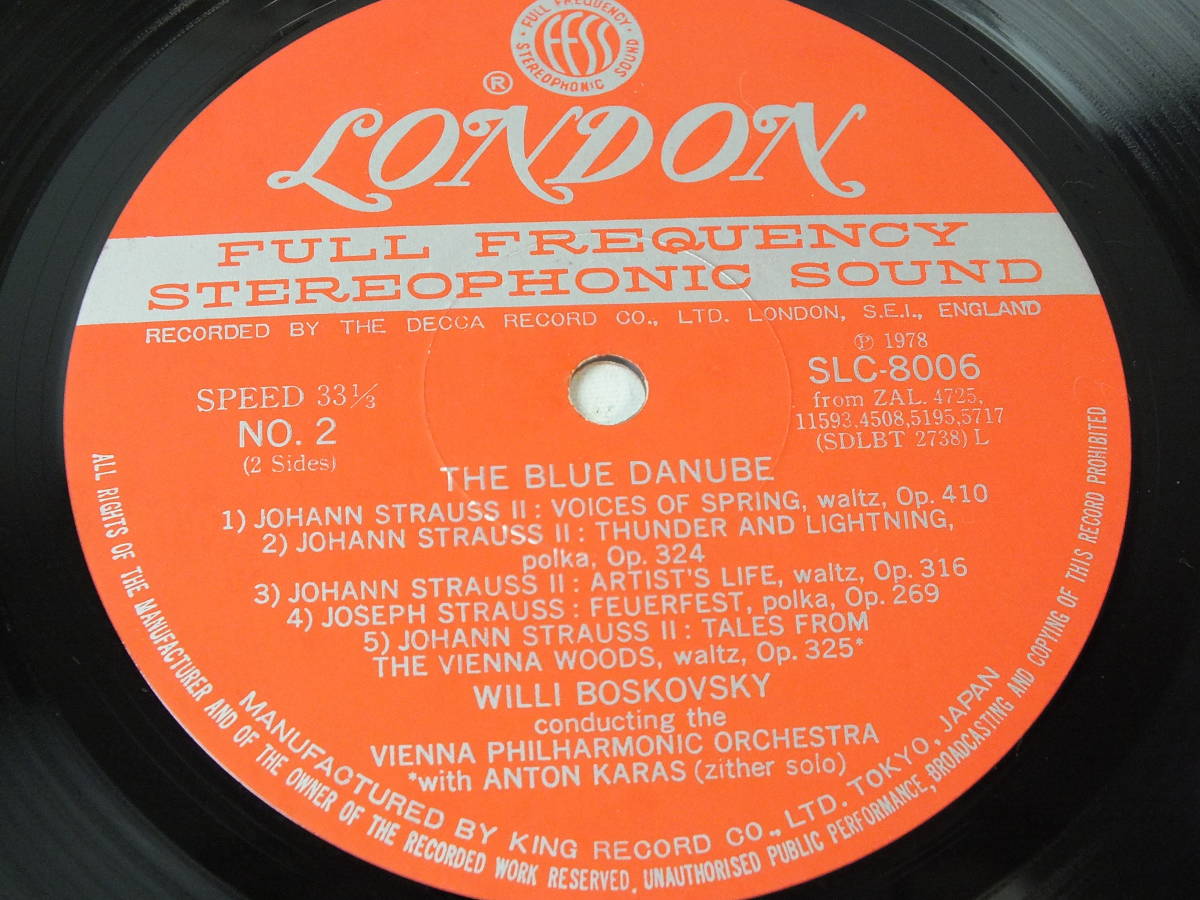 FULL FREQUENCY
FFSS
STEREOPHONIC SOUND
®
LONDON
FULL FREQUENCY
STEREOPHONIC SOUND
RECORDED BY THE DECCA RECORD CO., LTD. LONDON, S.E.I., ENGLAND
℗ 1978
SPEED 33⅓
SLC-8006
NO. 2
from ZAL. 4725,
11593,4508,5195,5717
(2 Sides)
(SDLBT 2738) L
THE BLUE DANUBE
1) JOHANN STRAUSS II : VOICES OF SPRING, waltz, Op. 410
2) JOHANN STRAUSS II : THUNDER AND LIGHTNING,
polka, Op. 324
3) JOHANN STRAUSS II : ARTIST'S LIFE, waltz, Op. 316
4) JOSEPH STRAUSS : FEUERFEST, polka, Op. 269
5) JOHANN STRAUSS II : TALES FROM
THE VIENNA WOODS, waltz, Op. 325*
WILLI BOSKOVSKY
conducting the
VIENNA PHILHARMONIC ORCHESTRA
*with ANTON KARAS (zither solo)
MANUFACTURED BY KING RECORD CO., LTD. TOKYO, JAPAN
ALL RIGHTS OF THE MANUFACTURER AND OF THE OWNER OF THE RECORDED WORK RESERVED. UNAUTHORISED PUBLIC PERFORMANCE, BROADCASTING AND COPYING OF THIS RECORD PROHIBITED